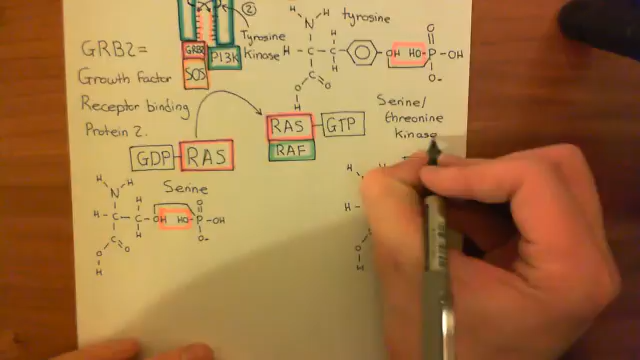 ②
Tyrosine
Kinase
GRB2
PI3K
SOS
GRB2=
Growth factor
Receptor binding
Protein 2.
tyrosine
H H
N
H C C H
H
OH HO P OH
O
O-
C
O O
H
Serine/
threonine
kinase
RAS GTP
RAF
GDP RAS
Serine
H H
N
H C C OH HO P OH
H
H
O
O-
C
O O
H
H
H
O
H